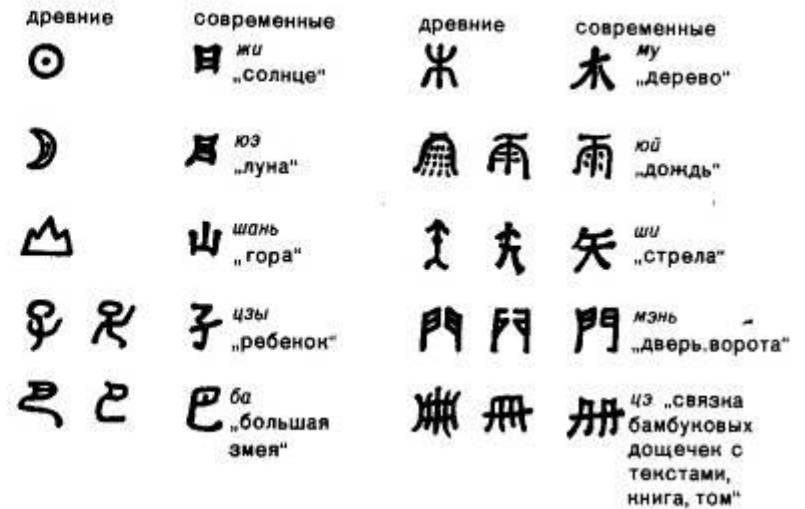 древние современные
日 жи
„солнце“
月 юэ
„луна“
山 шань
„гора“
子 цзы
„ребенок“
巴 ба
„большая
змея“
древние современные
木 му
„дерево“
雨 юй
„дождь“
矢 ши
„стрела“
門 мэнь
„дверь.ворота“
冊 цэ „связка
бамбуковых
дощечек с
текстами,
книга, том“